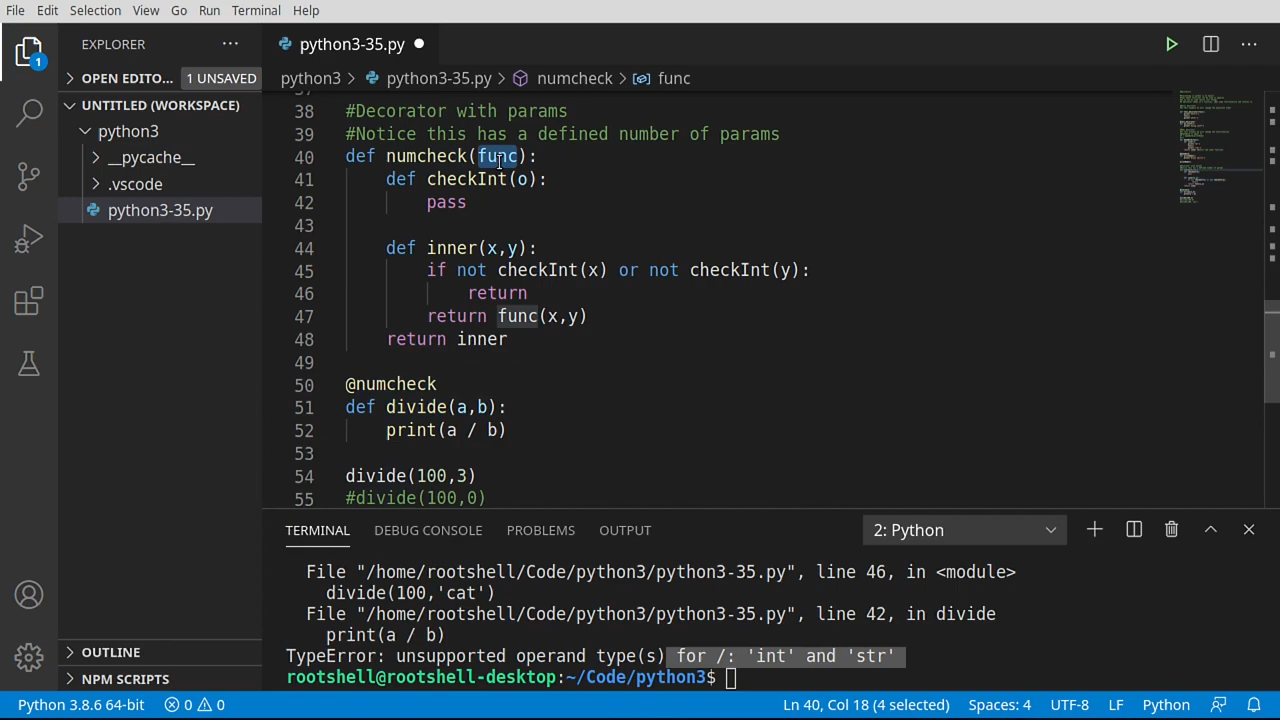 File Edit Selection View Go Run Terminal Help
EXPLORER ···
python3-35.py
1
OPEN EDITO... 1 UNSAVED
UNTITLED (WORKSPACE)
python3
__pycache__
.vscode
python3-35.py
OUTLINE
NPM SCRIPTS
python3 > python3-35.py > numcheck > func
38 #Decorator with params
39 #Notice this has a defined number of params
40 def numcheck(func):
41 def checkInt(o):
42 pass
43
44 def inner(x,y):
45 if not checkInt(x) or not checkInt(y):
46 return
47 return func(x,y)
48 return inner
49
50 @numcheck
51 def divide(a,b):
52 print(a / b)
53
54 divide(100,3)
55 #divide(100,0)
TERMINAL DEBUG CONSOLE PROBLEMS OUTPUT 2: Python
File "/home/rootshell/Code/python3/python3-35.py", line 46, in <module>
divide(100,'cat')
File "/home/rootshell/Code/python3/python3-35.py", line 42, in divide
print(a / b)
TypeError: unsupported operand type(s) for /: 'int' and 'str'
rootshell@rootshell-desktop:~/Code/python3$
Python 3.8.6 64-bit 0 0 Ln 40, Col 18 (4 selected) Spaces: 4 UTF-8 LF Python